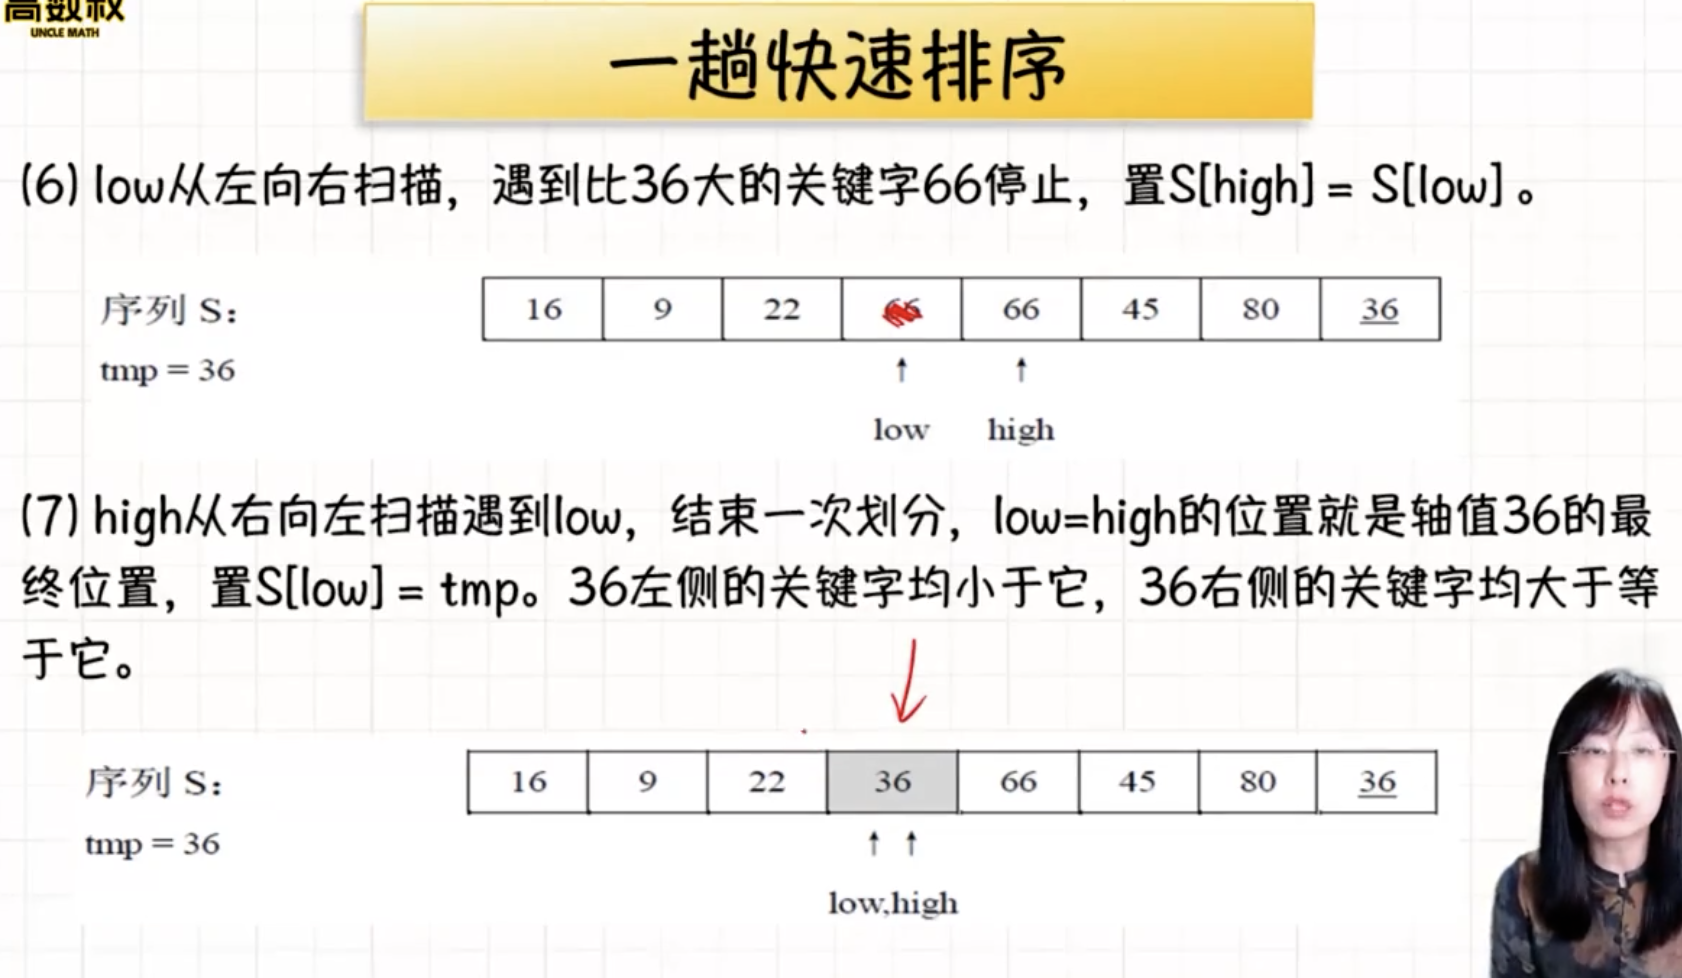 高数叔
UNCLE MATH
一趟快速排序
(6) low从左向右扫描，遇到比36大的关键字66停止，置S[high] = S[low]。
序列 S: 16 9 22 66 66 45 80 36
tmp = 36
↑ ↑
low high
(7) high从右向左扫描遇到low，结束一次划分，low=high的位置就是轴值36的最
终位置，置S[low] = tmp。36左侧的关键字均小于它，36右侧的关键字均大于等
于它。
序列 S: 16 9 22 36 66 45 80 36
tmp = 36
↑ ↑
low,high